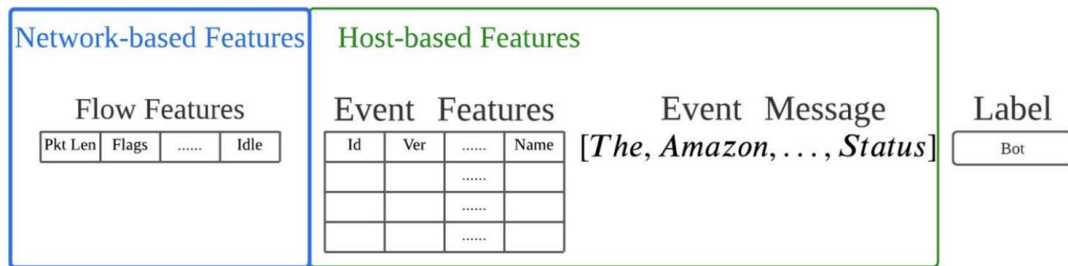 Network-based Features Host-based Features
Flow Features Event Features Event Message Label
Pkt Len Flags ...... Idle Id Ver ...... Name [The, Amazon, . . . , Status] Bot
......
......
......